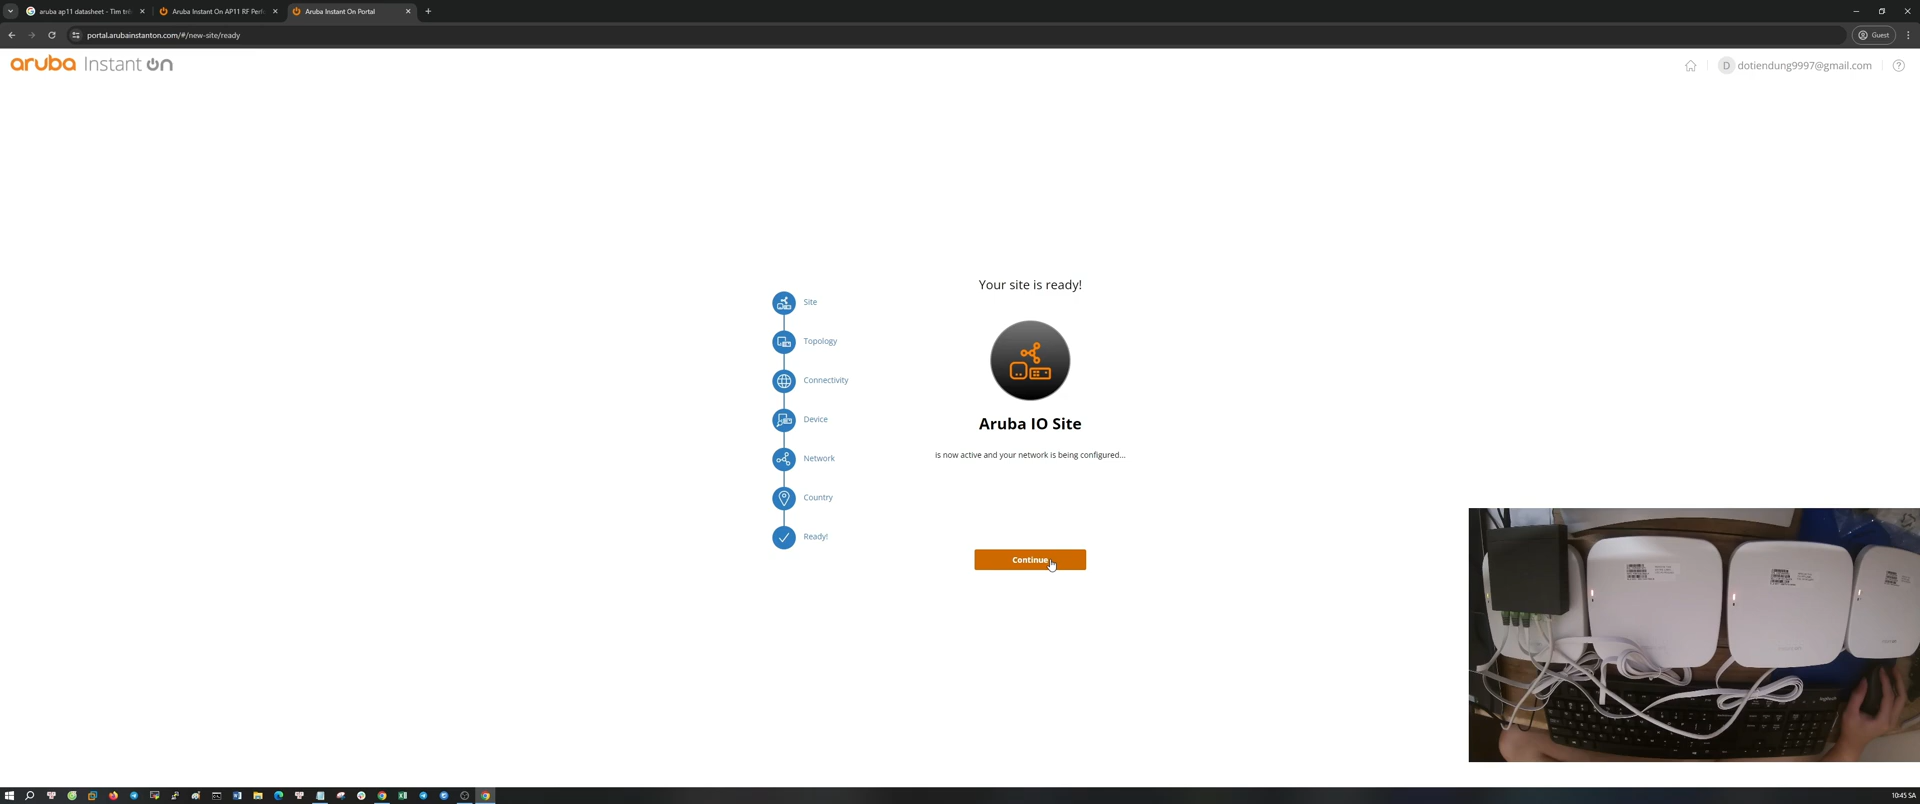 aruba ap11 datasheet - Tìm tri
Aruba Instant On AP11 RF Perf
Aruba Instant On Portal
portal.arubainstanton.com/#/new-site/ready
Guest
aruba Instant On
D dotiendung9997@gmail.com
Your site is ready!
Site
Topology
Connectivity
Device
Network
Country
Ready!
Aruba IO Site
is now active and your network is being configured...
Continue
10:45 SA